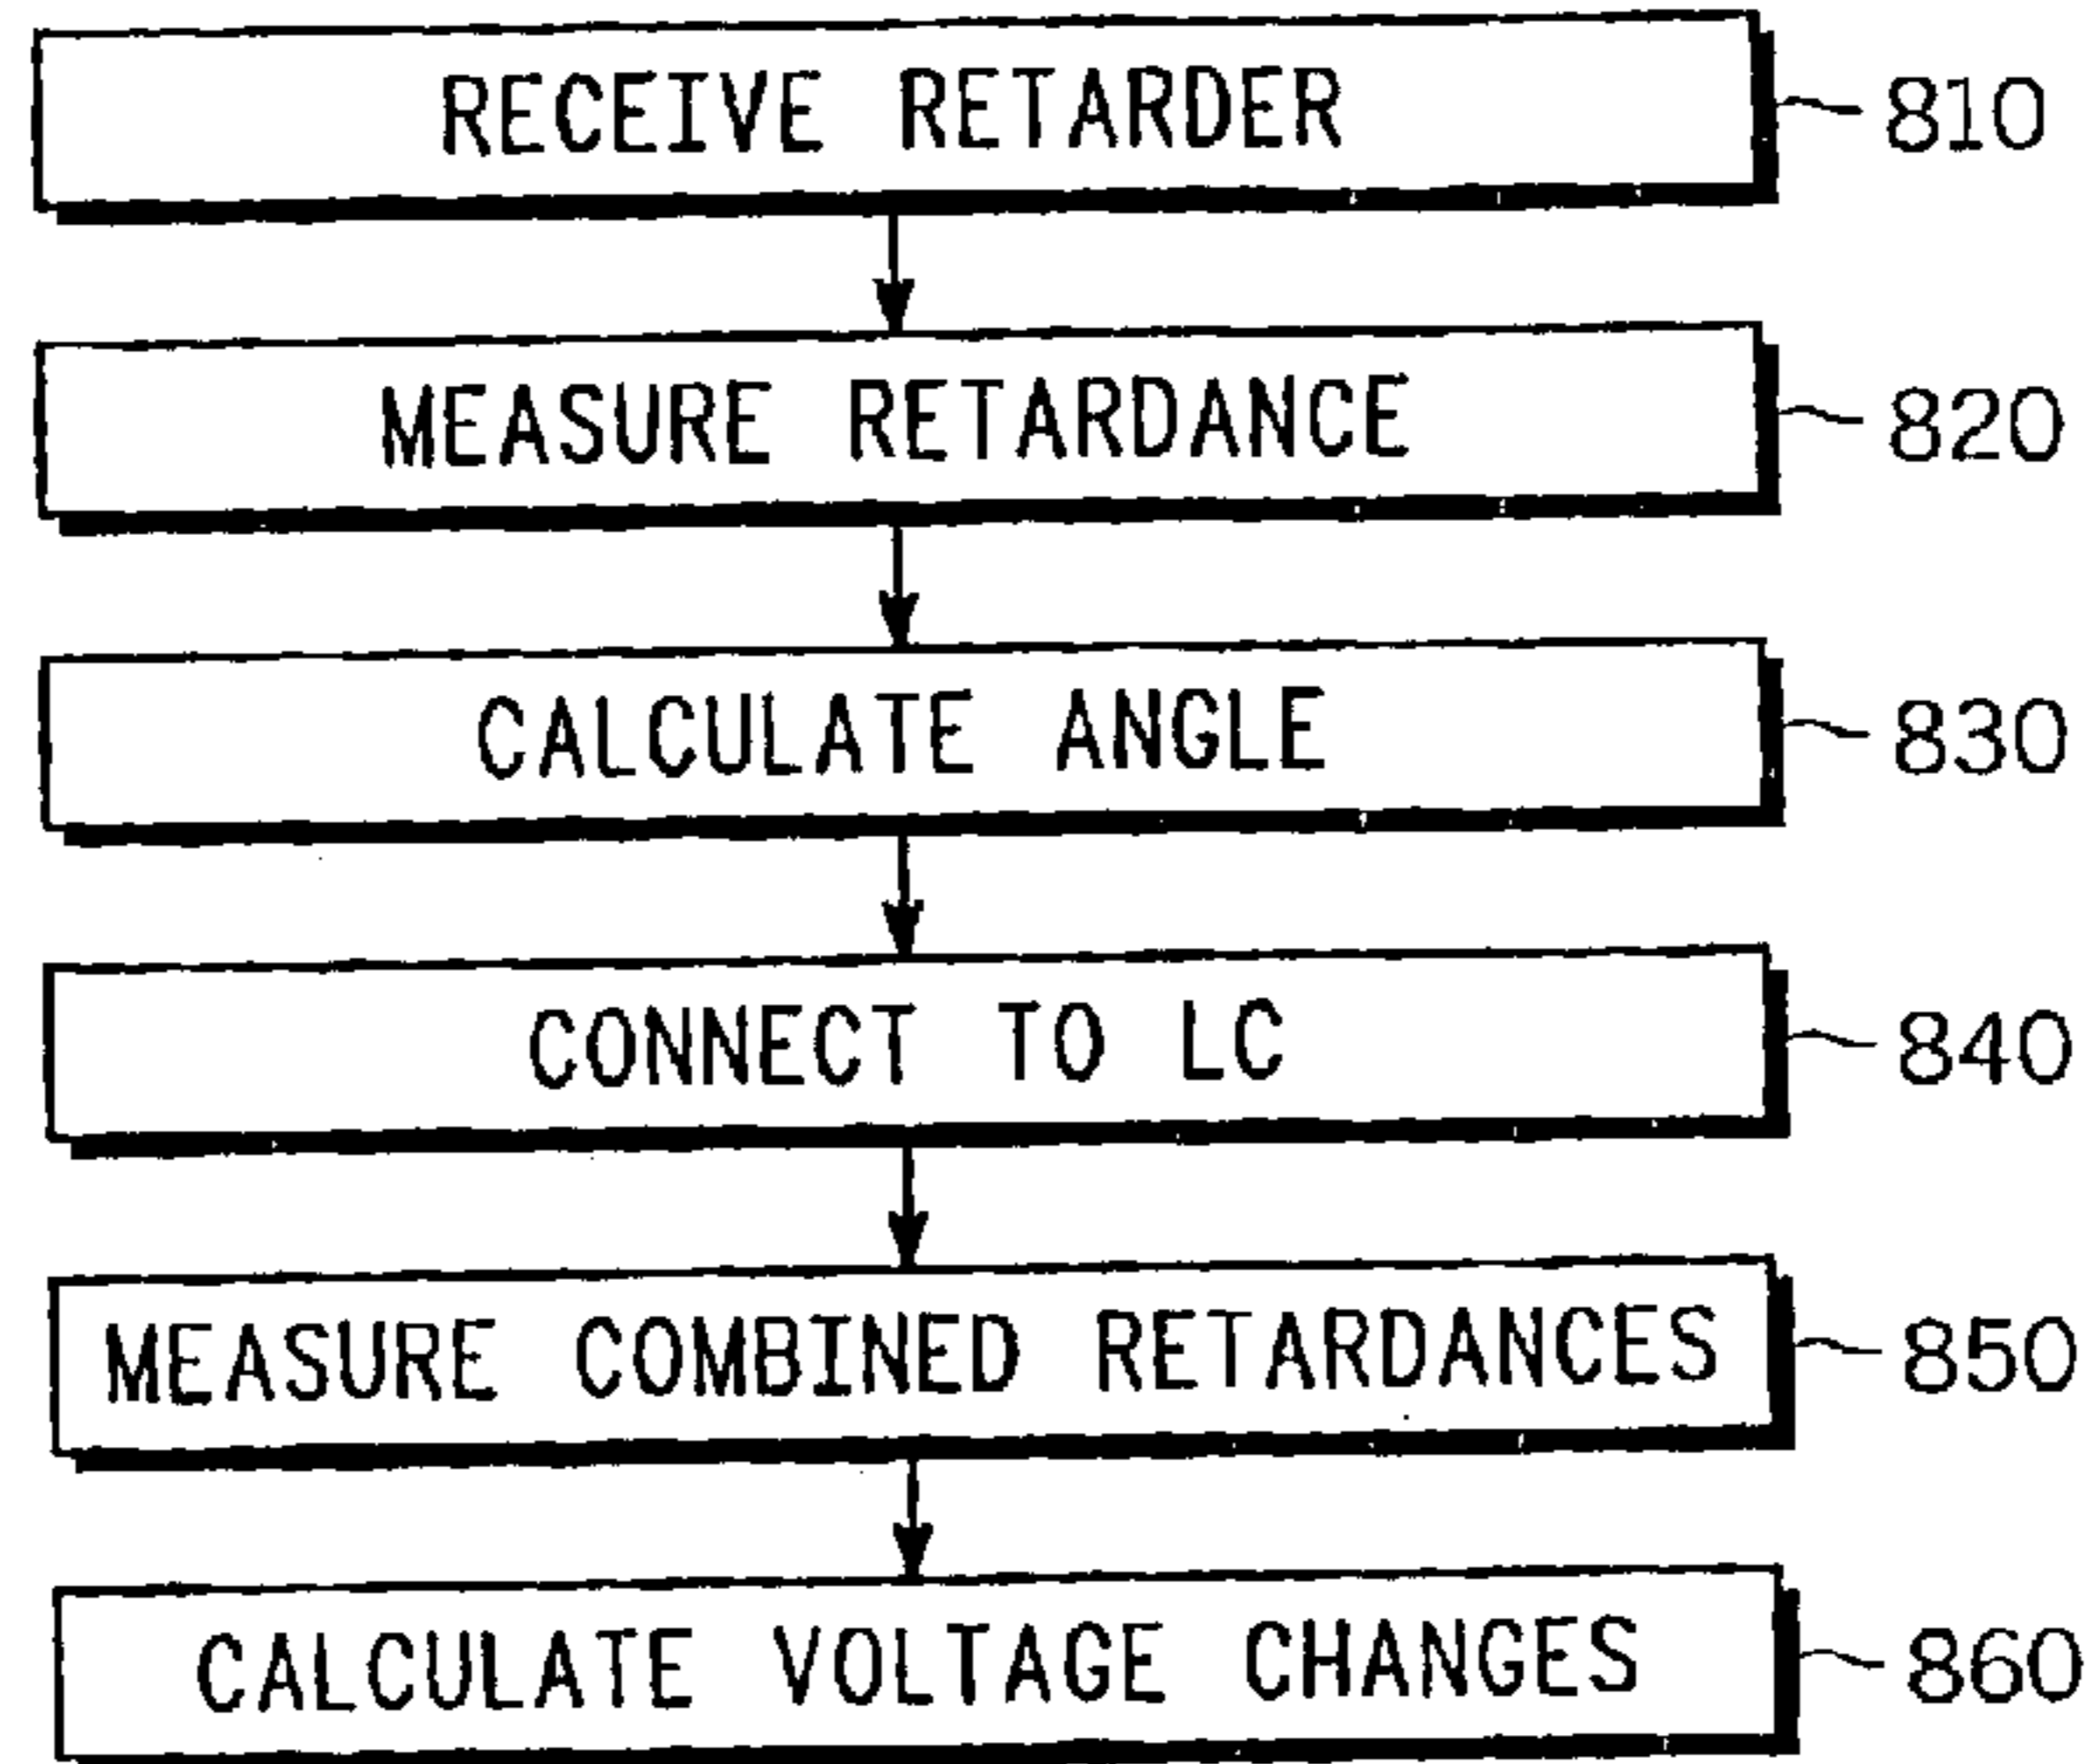 RECEIVE RETARDER 810
MEASURE RETARDANCE 820
CALCULATE ANGLE 830
CONNECT TO LC 840
MEASURE COMBINED RETARDANCES 850
CALCULATE VOLTAGE CHANGES 860